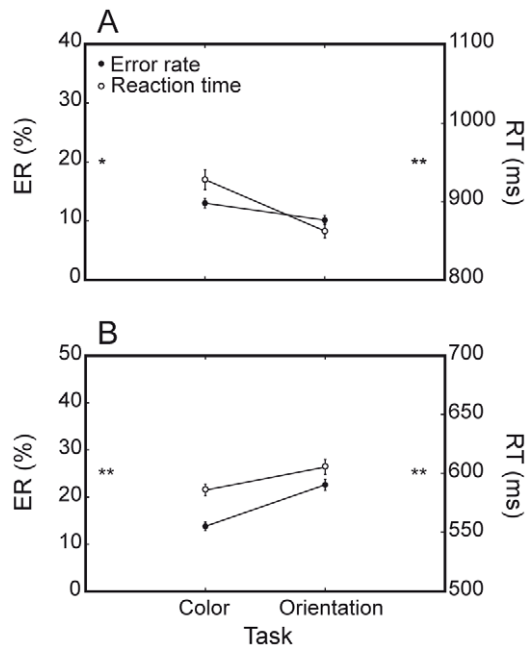 A
40
30
20
10
0
ER (%)
Error rate
Reaction time
*
**
1100
1000
900
800
RT (ms)
B
50
40
30
20
10
0
ER (%)
**
**
700
650
600
550
500
RT (ms)
Color
Orientation
Task